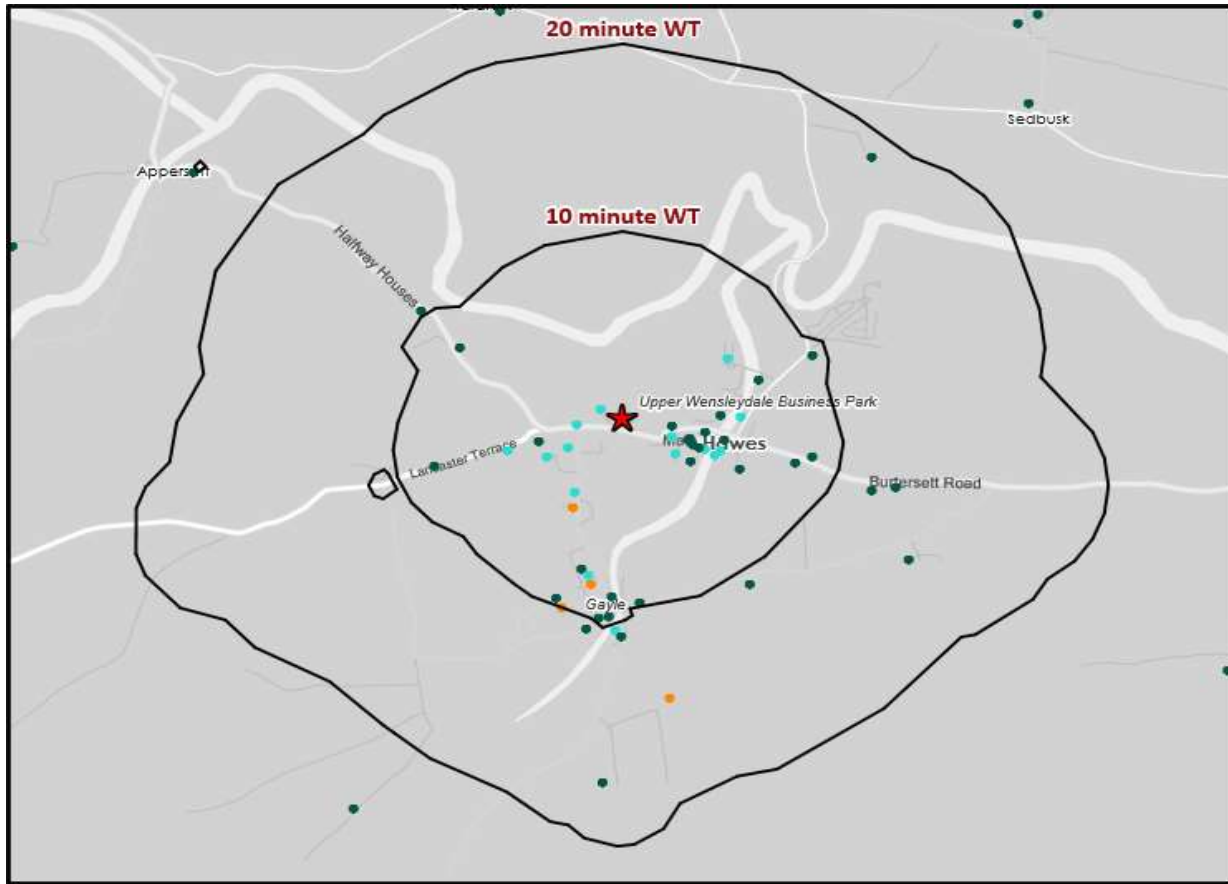 20 minute WT
Sedbusk
10 minute WT
Halfway Houses
Upper Wensleydale Business Park
Hawes
Lancaster Terrace
Burtersett Road
Gayle